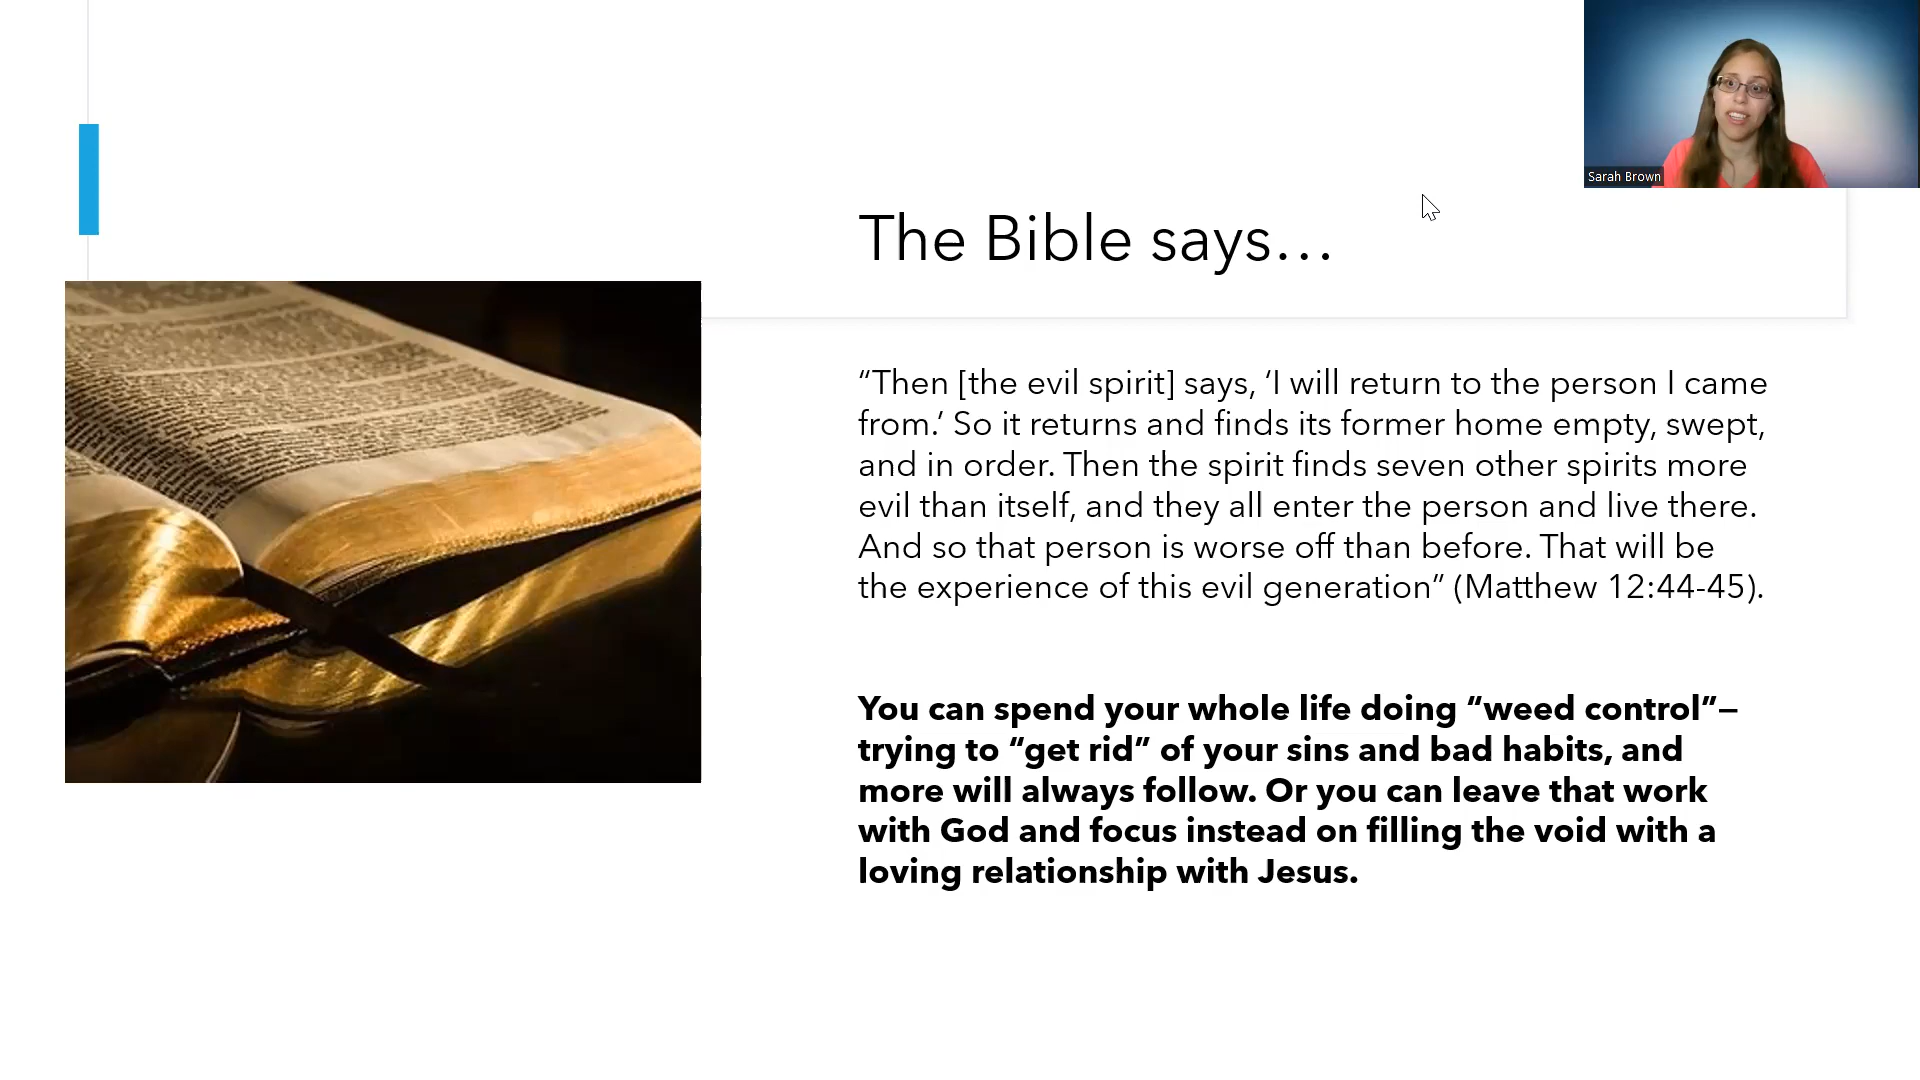 Sarah Brown
The Bible says…
“Then [the evil spirit] says, ‘I will return to the person I came
from.’ So it returns and finds its former home empty, swept,
and in order. Then the spirit finds seven other spirits more
evil than itself, and they all enter the person and live there.
And so that person is worse off than before. That will be
the experience of this evil generation” (Matthew 12:44-45).
You can spend your whole life doing “weed control”—
trying to “get rid” of your sins and bad habits, and
more will always follow. Or you can leave that work
with God and focus instead on filling the void with a
loving relationship with Jesus.